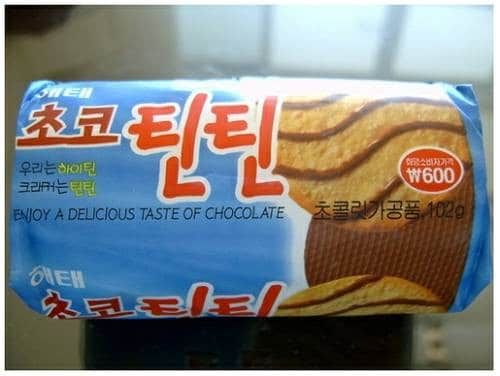 해태
초코 틴틴
우리는 하이틴
크래커는 틴틴
ENJOY A DELICIOUS TASTE OF CHOCOLATE
희망소비자가격
₩600
초콜릿가공품, 102g
해태
초코 틴틴